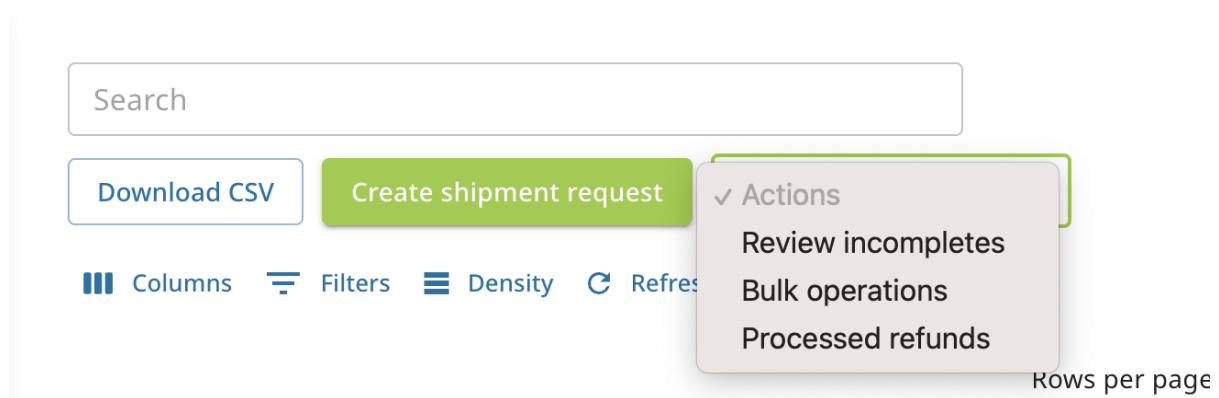 Search
Download CSV
Create shipment request
Actions
Review incompletes
Bulk operations
Processed refunds
Columns
Filters
Density
Rows per page